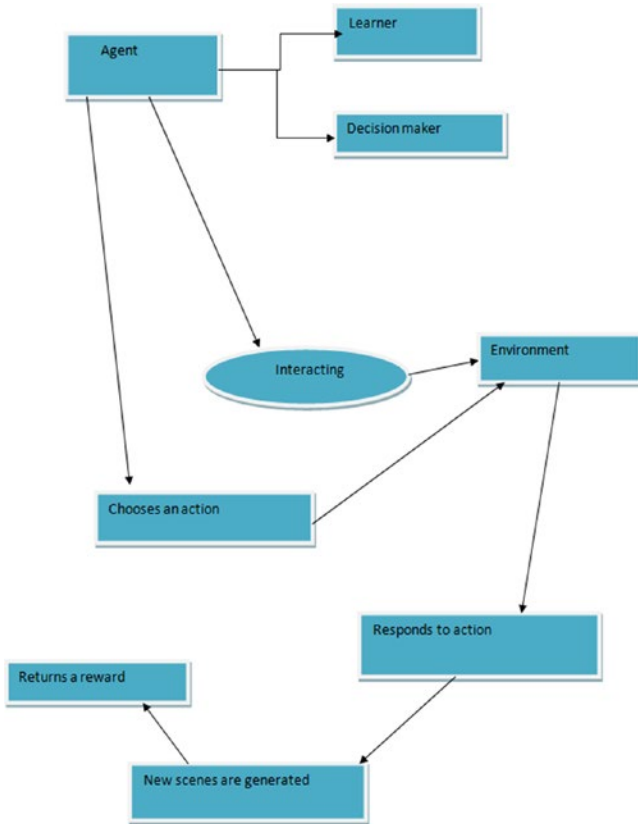 Learner
Agent
Decision maker
Environment
Interacting
Chooses an action
Responds to action
Returns a reward
New scenes are generated